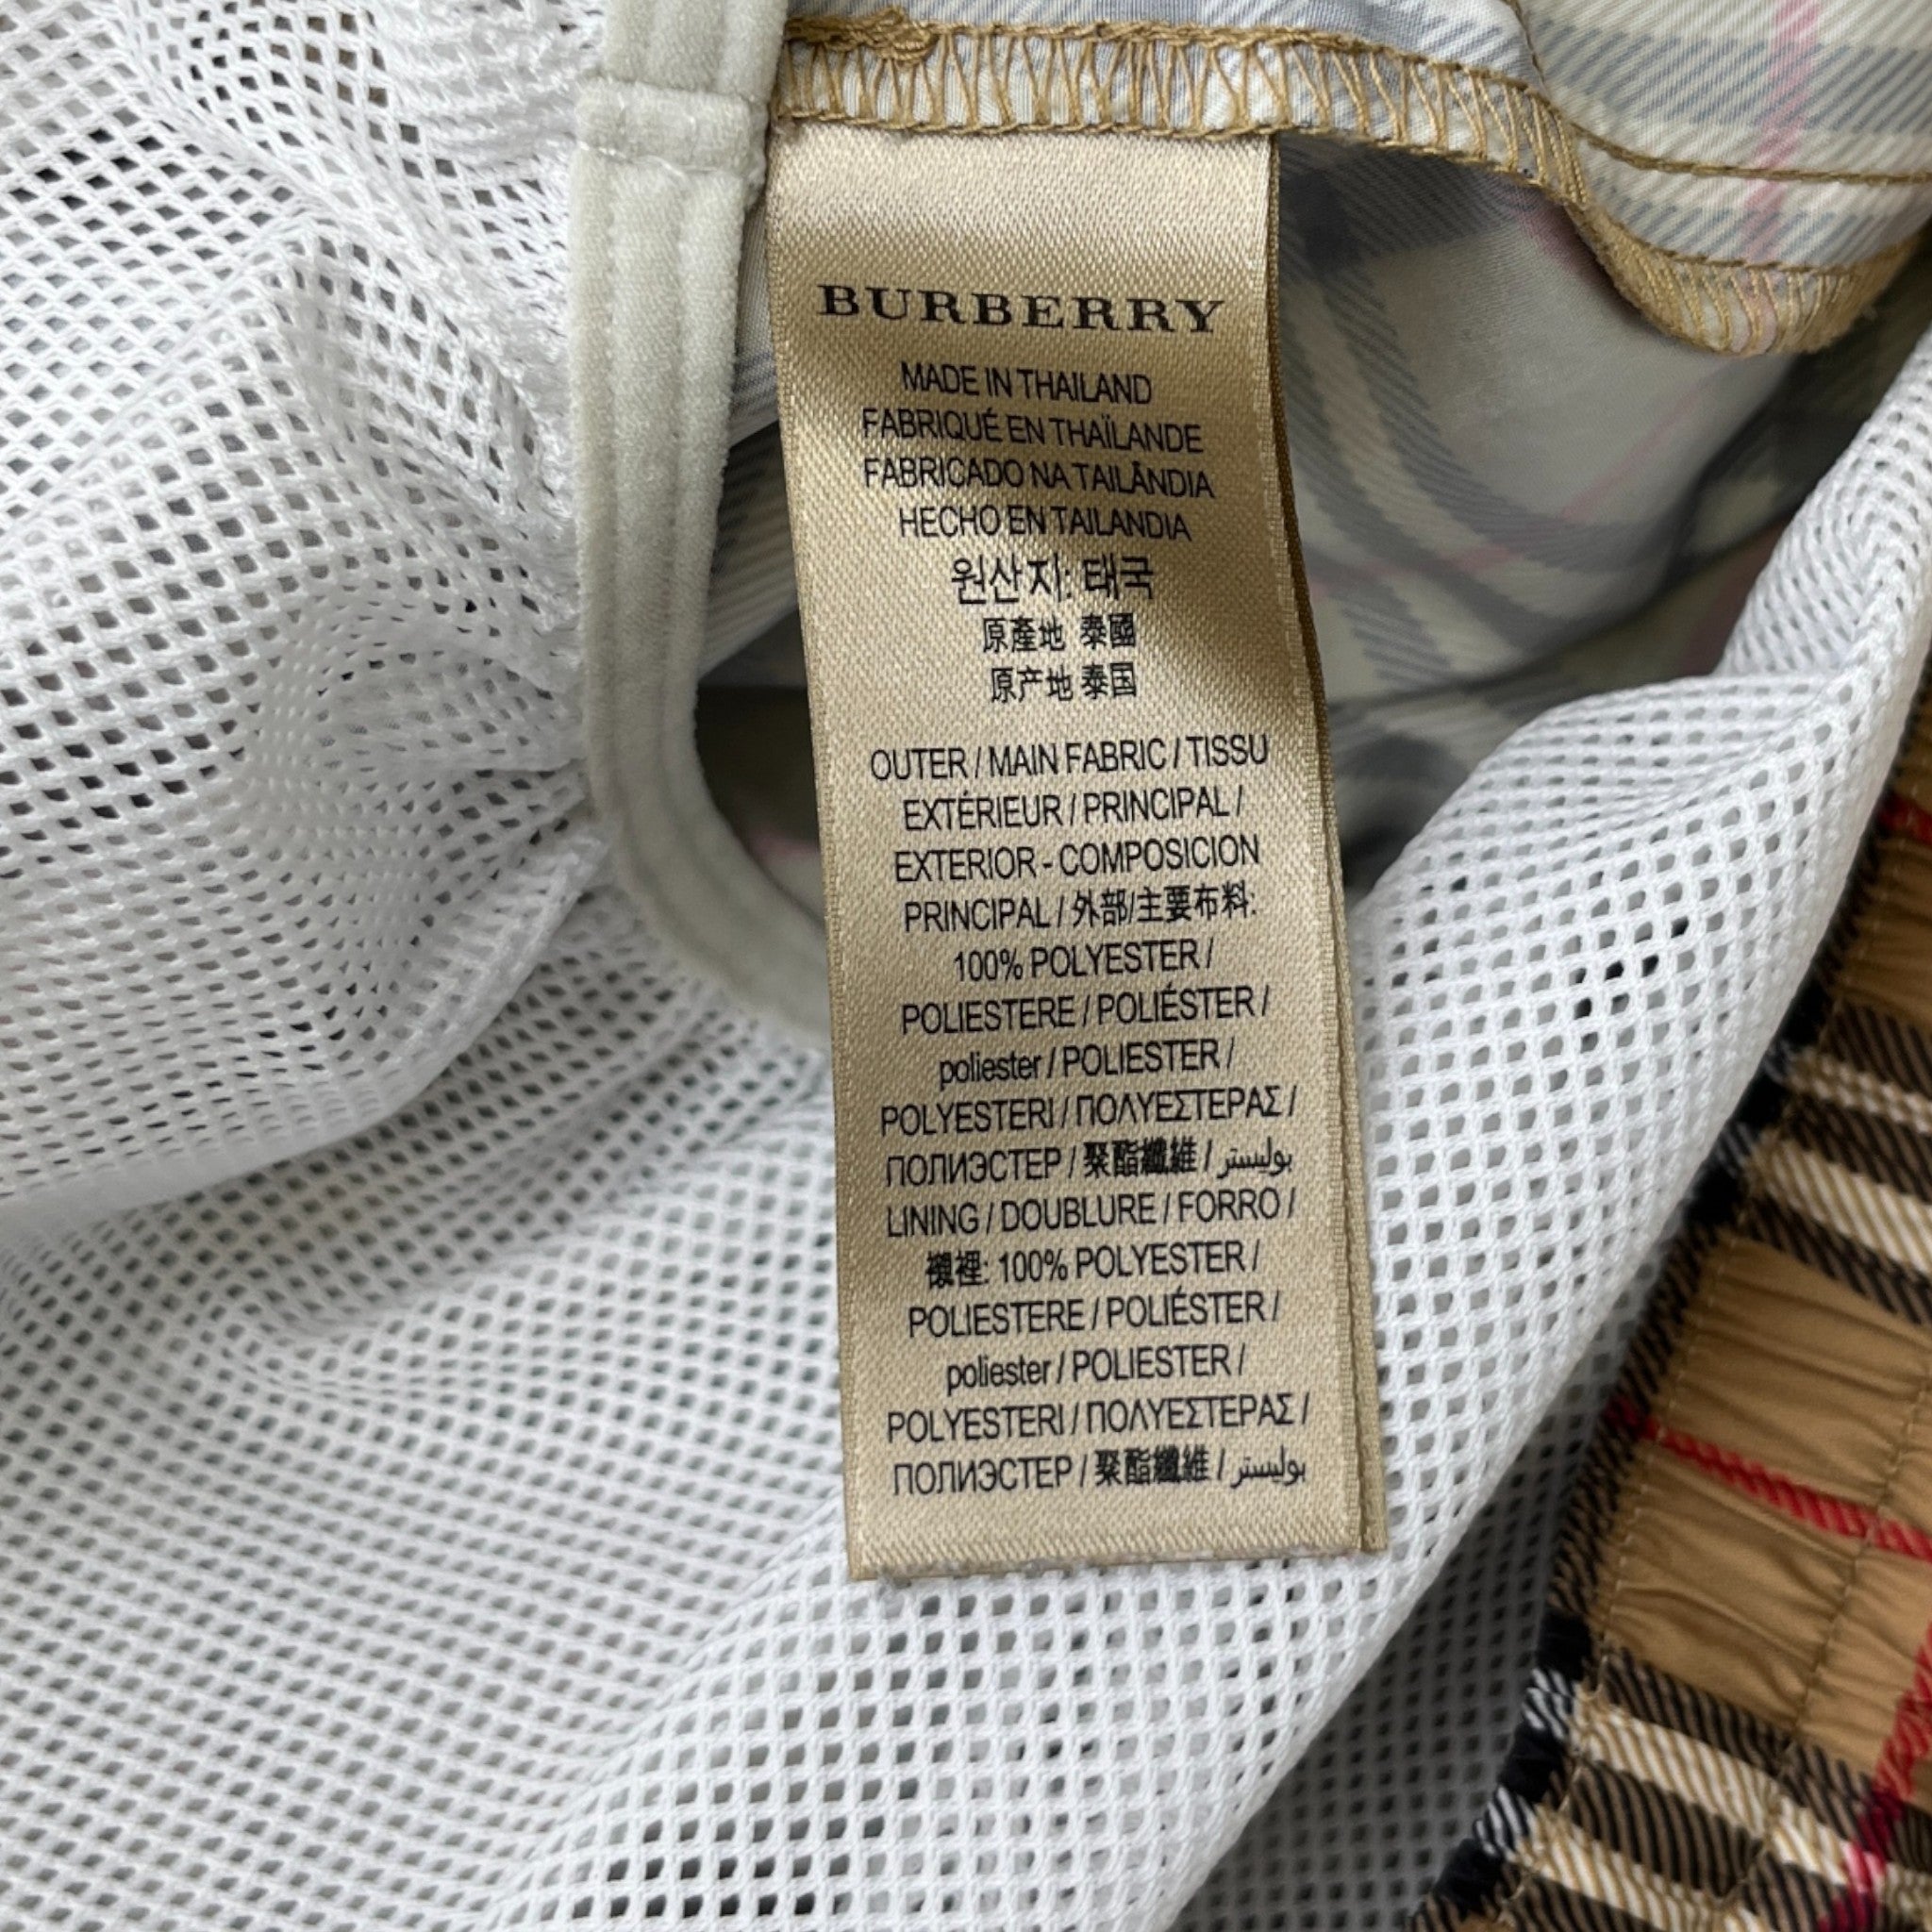 BURBERRY
MADE IN THAILAND
FABRIQUÉ EN THAÏLANDE
FABRICADO NA TAILÂNDIA
HECHO EN TAILANDIA
원산지: 태국
原產地 泰國
原产地 泰国
OUTER / MAIN FABRIC / TISSU
EXTÉRIEUR / PRINCIPAL /
EXTERIOR - COMPOSICION
PRINCIPAL / 外部/主要布料:
100% POLYESTER /
POLIESTERE / POLIÉSTER /
poliester / POLIESTER /
POLYESTERI / ΠΟΛΥΕΣΤΕΡΑΣ /
ПОЛИЭСТЕР / 聚酯纖維 / بوليستر
LINING / DOUBLURE / FORRO /
襯裡: 100% POLYESTER /
POLIESTERE / POLIÉSTER /
poliester / POLIESTER /
POLYESTERI / ΠΟΛΥΕΣΤΕΡΑΣ /
ПОЛИЭСТЕР / 聚酯纖維 / بوليستر